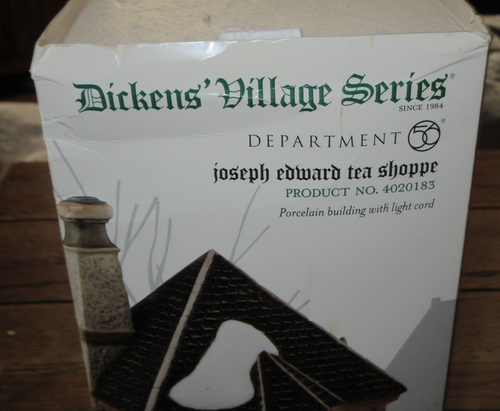 Dickens' Village Series®
SINCE 1984
DEPARTMENT 56®
joseph edward tea shoppe
PRODUCT NO. 4020183
Porcelain building with light cord